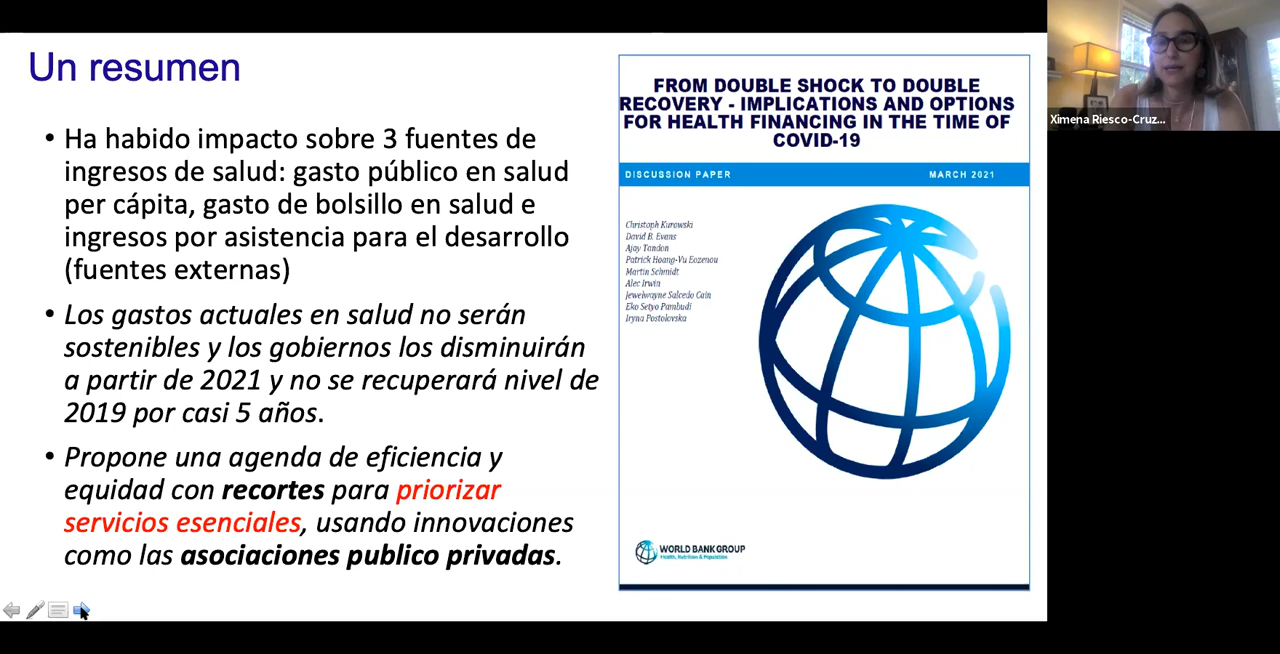 Un resumen
• Ha habido impacto sobre 3 fuentes de
ingresos de salud: gasto público en salud
per cápita, gasto de bolsillo en salud e
ingresos por asistencia para el desarrollo
(fuentes externas)
• Los gastos actuales en salud no serán
sostenibles y los gobiernos los disminuirán
a partir de 2021 y no se recuperará nivel de
2019 por casi 5 años.
• Propone una agenda de eficiencia y
equidad con recortes para priorizar
servicios esenciales, usando innovaciones
como las asociaciones publico privadas.
FROM DOUBLE SHOCK TO DOUBLE
RECOVERY - IMPLICATIONS AND OPTIONS
FOR HEALTH FINANCING IN THE TIME OF
COVID-19
DISCUSSION PAPER MARCH 2021
Christoph Kurowski
David B. Evans
Ajay Tandon
Patrick Hoang-Vu Eozenou
Martin Schmidt
Alec Irwin
Jewelwayne Salcedo Cain
Eko Setyo Pambudi
Iryna Postolovska
WORLD BANK GROUP
Health, Nutrition & Population
Ximena Riesco-Cruz...